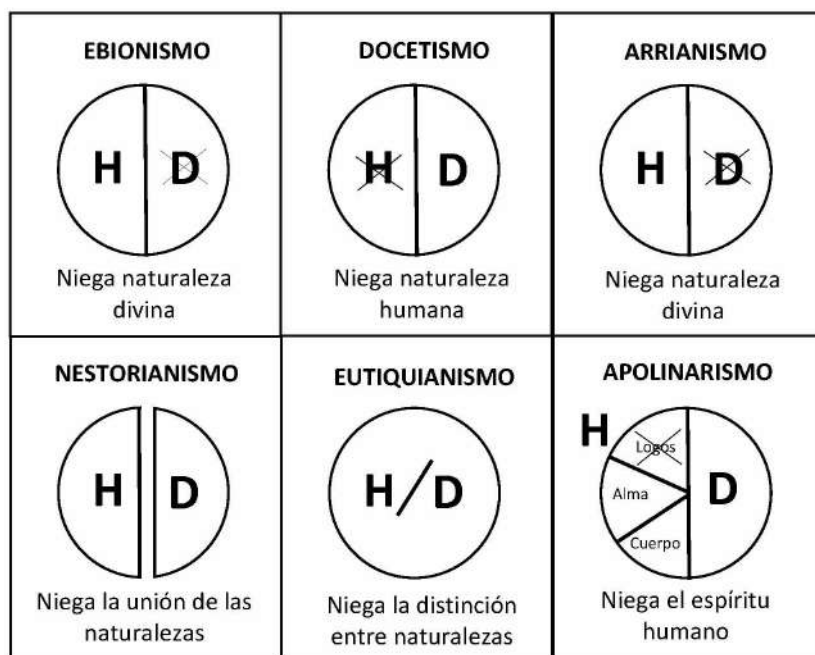 EBIONISMO
H D
Niega naturaleza
divina
DOCETISMO
H D
Niega naturaleza
humana
ARRIANISMO
H D
Niega naturaleza
divina
NESTORIANISMO
H D
Niega la unión de las
naturalezas
EUTIQUIANISMO
H/D
Niega la distinción
entre naturalezas
APOLINARISMO
H
Logos
Alma
D
Cuerpo
Niega el espíritu
humano